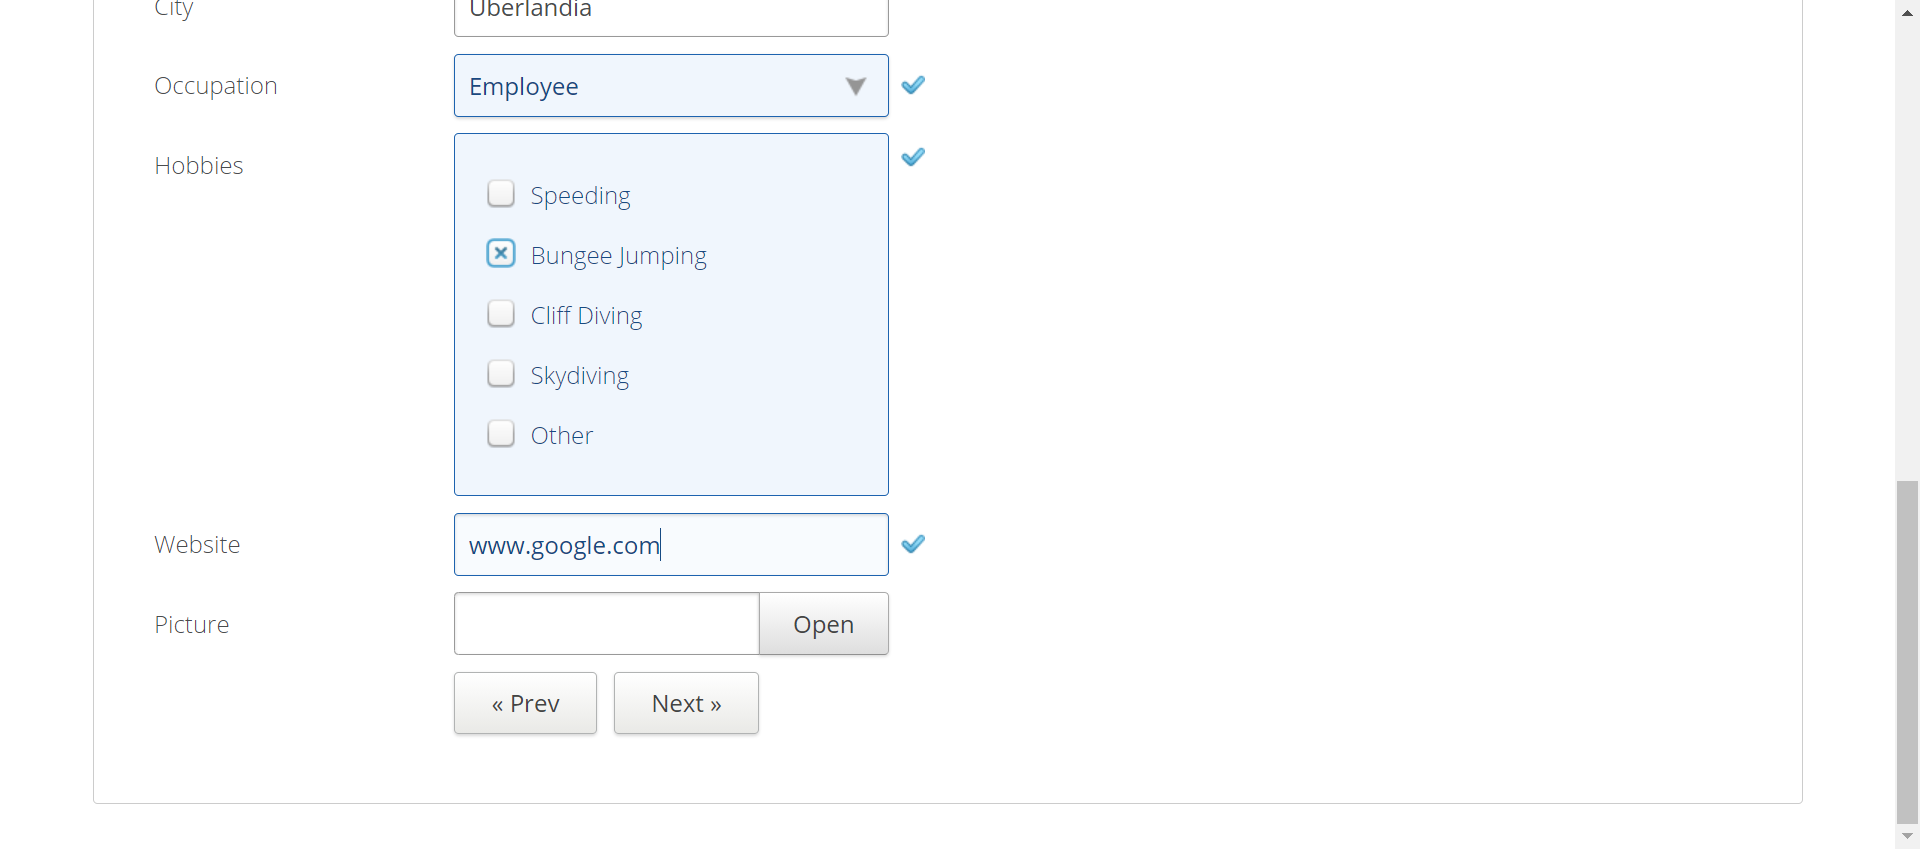 City
Uberlandia
Occupation
Employee
Hobbies
Speeding
Bungee Jumping
Cliff Diving
Skydiving
Other
Website
www.google.com
Picture
Open
« Prev
Next »